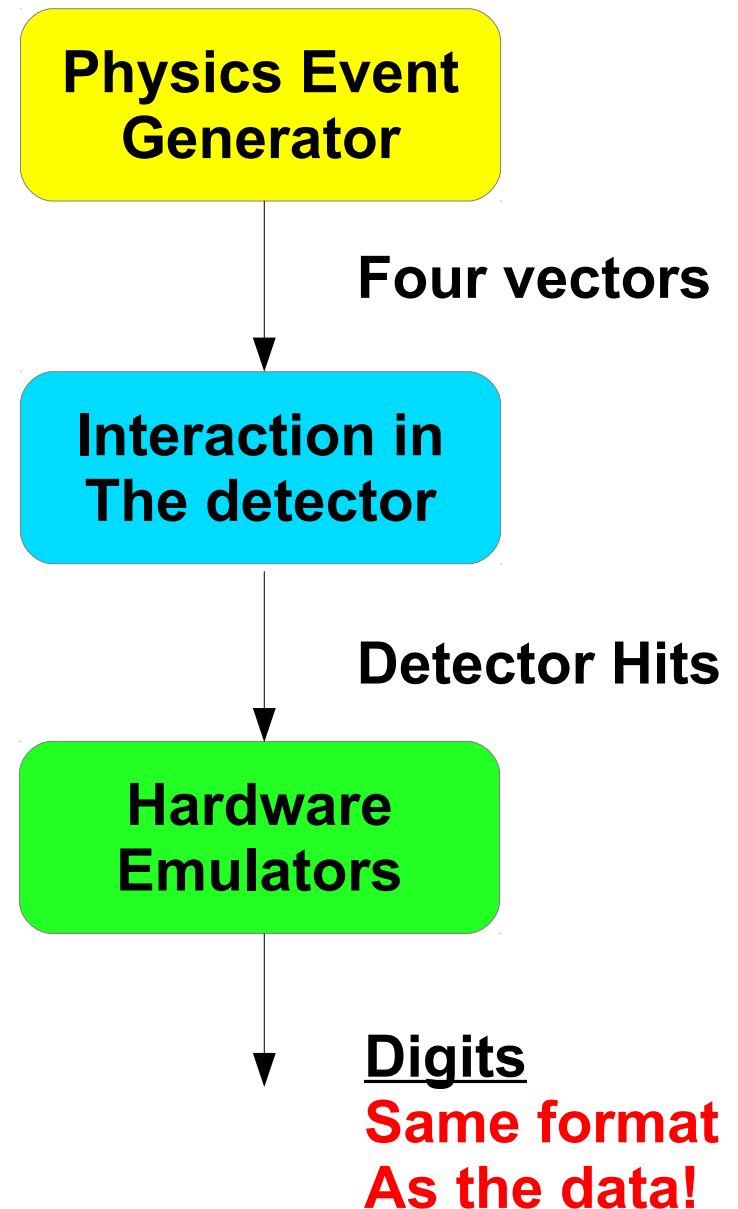 Physics Event
Generator
Four vectors
Interaction in
The detector
Detector Hits
Hardware
Emulators
Digits
Same format
As the data!